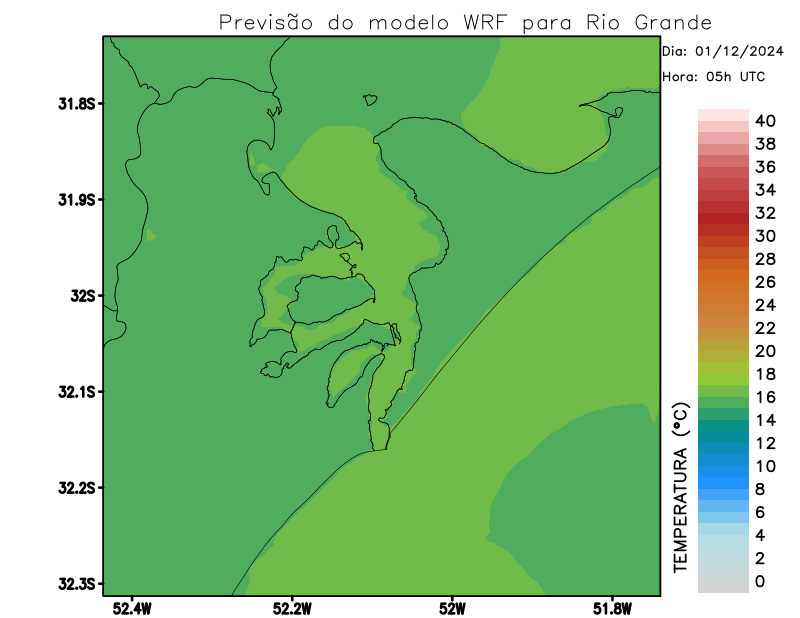 Previsão do modelo WRF para Rio Grande
Dia: 01/12/2024
Hora: 05h UTC
31.8S
31.9S
32S
32.1S
32.2S
32.3S
52.4W
52.2W
52W
51.8W
TEMPERATURA (°C)
40
38
36
34
32
30
28
26
24
22
20
18
16
14
12
10
8
6
4
2
0